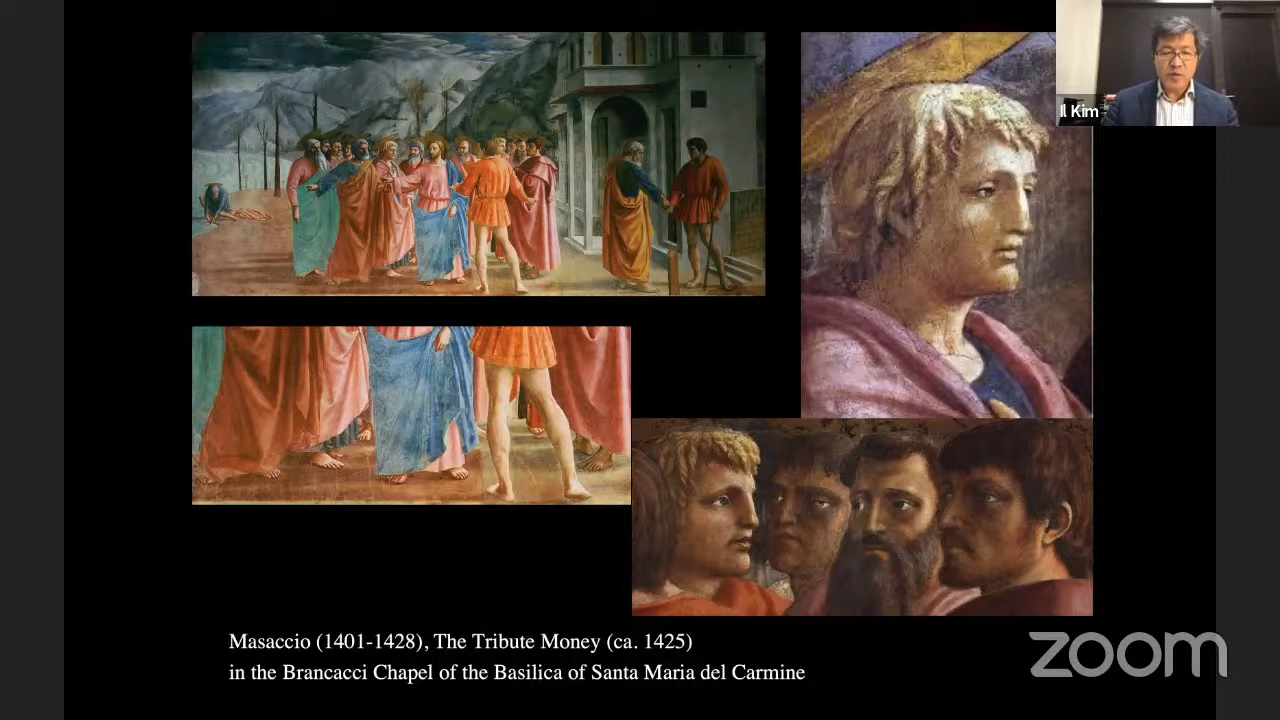 Il Kim
Masaccio (1401-1428), The Tribute Money (ca. 1425)
in the Brancacci Chapel of the Basilica of Santa Maria del Carmine
zoom